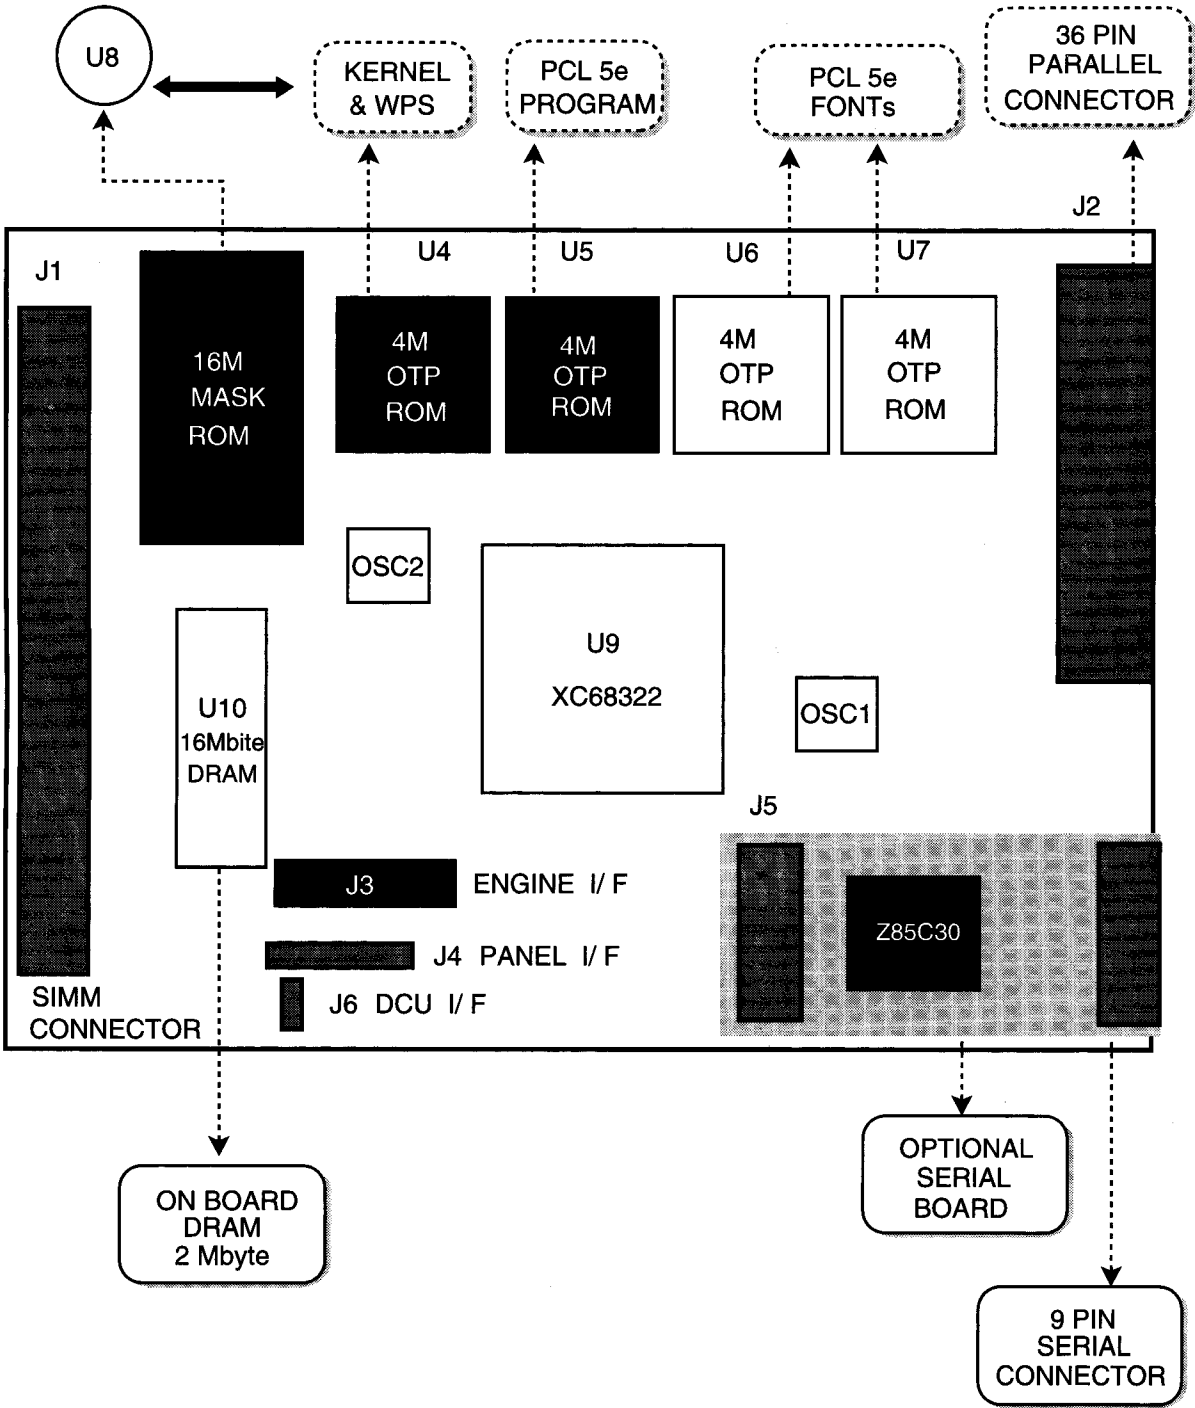 U8
KERNEL
& WPS
PCL 5e
PROGRAM
PCL 5e
FONTs
36 PIN
PARALLEL
CONNECTOR
J2
J1
U4
U5
U6
U7
16M
MASK
ROM
4M
OTP
ROM
4M
OTP
ROM
4M
OTP
ROM
4M
OTP
ROM
OSC2
U9
XC68322
OSC1
U10
16Mbite
DRAM
J5
J3 ENGINE I/ F
Z85C30
J4 PANEL I/ F
J6 DCU I/ F
SIMM
CONNECTOR
ON BOARD
DRAM
2 Mbyte
OPTIONAL
SERIAL
BOARD
9 PIN
SERIAL
CONNECTOR